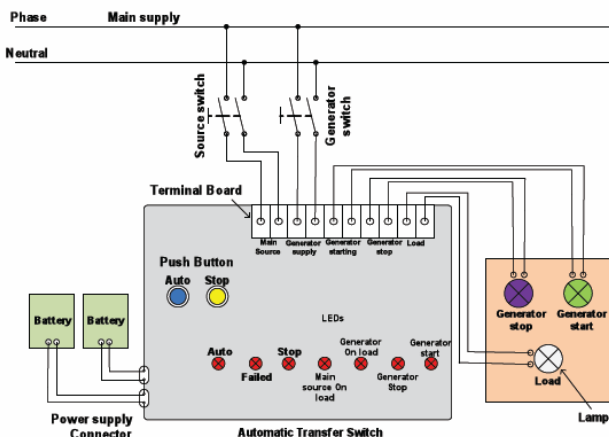 Phase
Main supply
Neutral
Source switch
Generator
switch
Terminal Board
Main
Source
Generator
supply
Generator
starting
Generator
stop
Load
Push Button
Auto
Stop
Battery
Battery
LEDs
Auto
Failed
Stop
Main
source On
load
Generator
On load
Generator
Stop
Generator
start
Generator
stop
Generator
start
Load
Lamp
Power supply
Connector
Automatic Transfer Switch